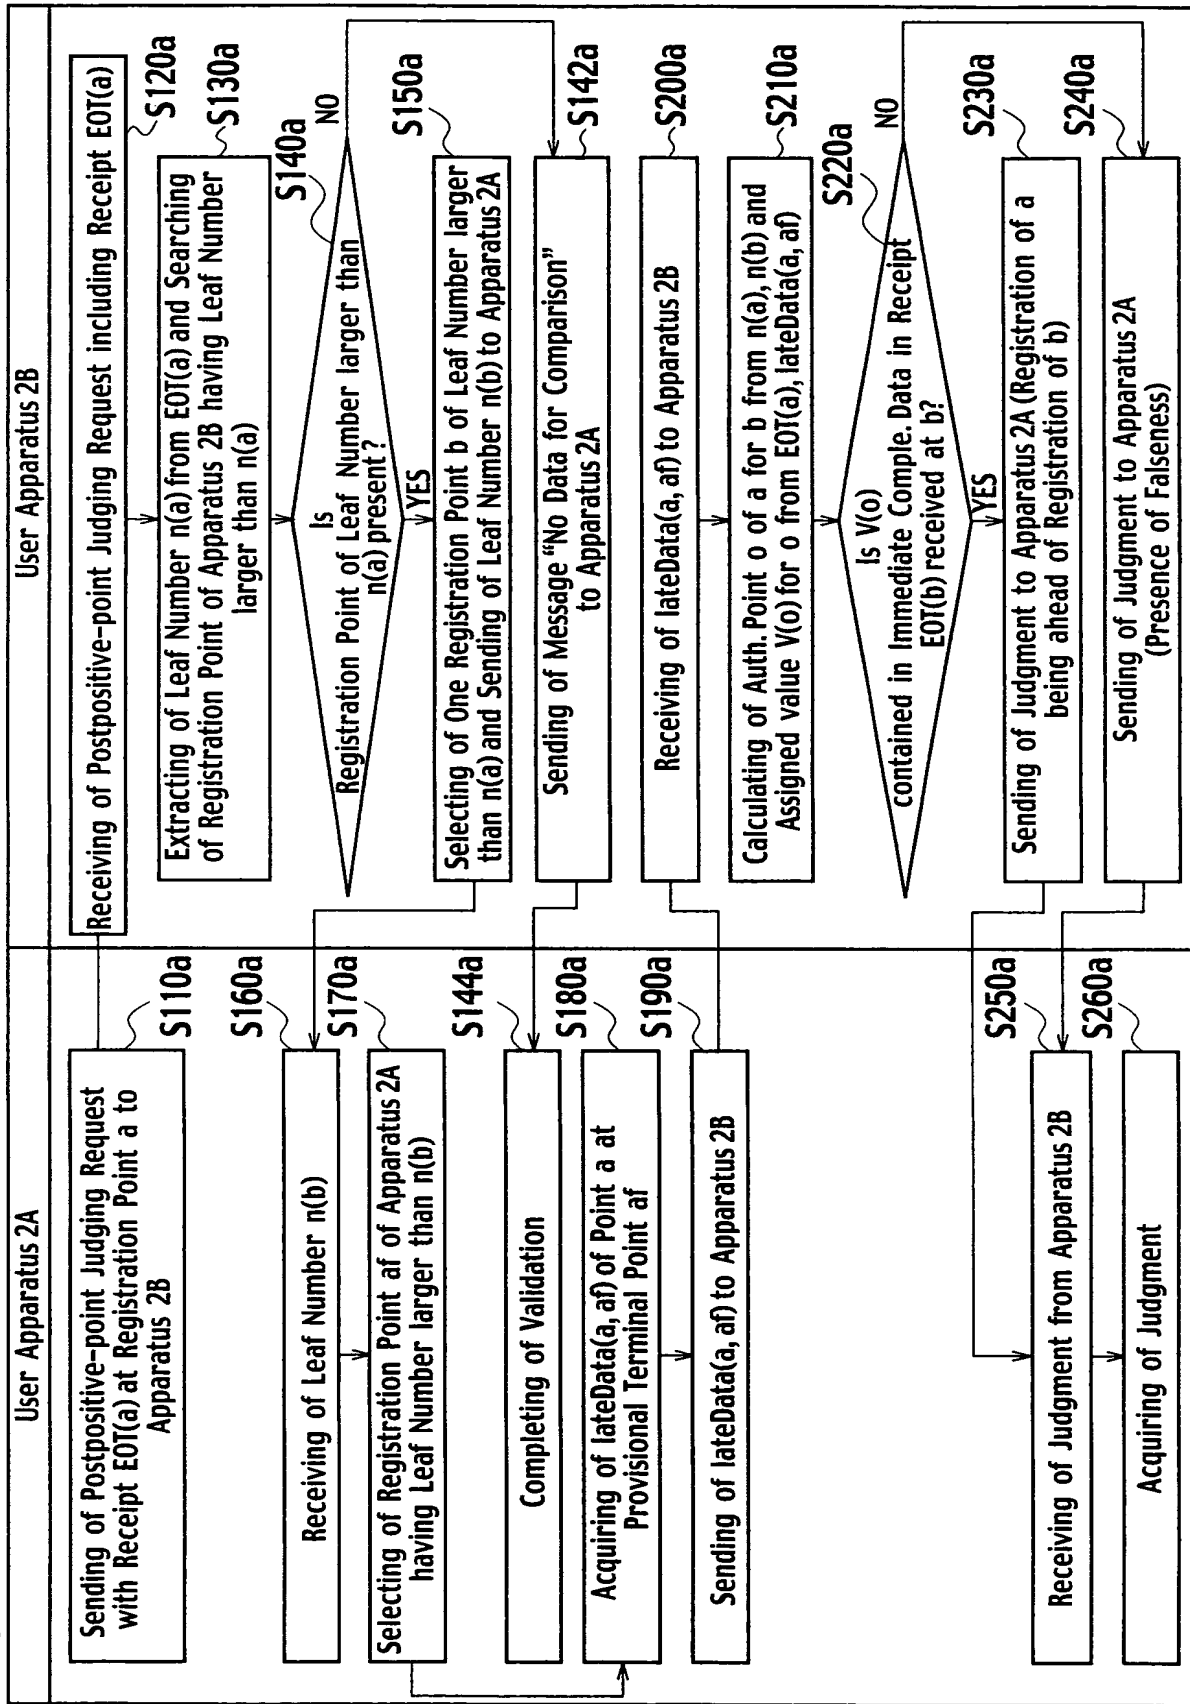 User Apparatus 2A
Sending of Postpositive-point Judging Request
with Receipt EOT(a) at Registration Point a to
Apparatus 2B
S110a
Receiving of Leaf Number n(b)
S160a
Selecting of Registration Point af of Apparatus 2A
having Leaf Number larger than n(b)
S170a
Completing of Validation
S144a
Acquiring of lateData(a, af) of Point a at
Provisional Terminal Point af
S180a
Sending of lateData(a, af) to Apparatus 2B
S190a
Receiving of Judgment from Apparatus 2B
S250a
Acquiring of Judgment
S260a
User Apparatus 2B
Receiving of Postpositive-point Judging Request including Receipt EOT(a)
S120a
Extracting of Leaf Number n(a) from EOT(a) and Searching
of Registration Point of Apparatus 2B having Leaf Number
larger than n(a)
S130a
Is
Registration Point of Leaf Number larger than
n(a) present?
S140a
NO
YES
Selecting of One Registration Point b of Leaf Number larger
than n(a) and Sending of Leaf Number n(b) to Apparatus 2A
S150a
Sending of Message “No Data for Comparison”
to Apparatus 2A
S142a
Receiving of lateData(a, af) to Apparatus 2B
S200a
Calculating of Auth. Point o of a for b from n(a), n(b) and
Assigned value V(o) for o from EOT(a), lateData(a, af)
S210a
Is V(o)
contained in Immediate Comple. Data in Receipt
EOT(b) received at b?
S220a
NO
YES
Sending of Judgment to Apparatus 2A (Registration of a
being ahead of Registration of b)
S230a
Sending of Judgment to Apparatus 2A
(Presence of Falseness)
S240a